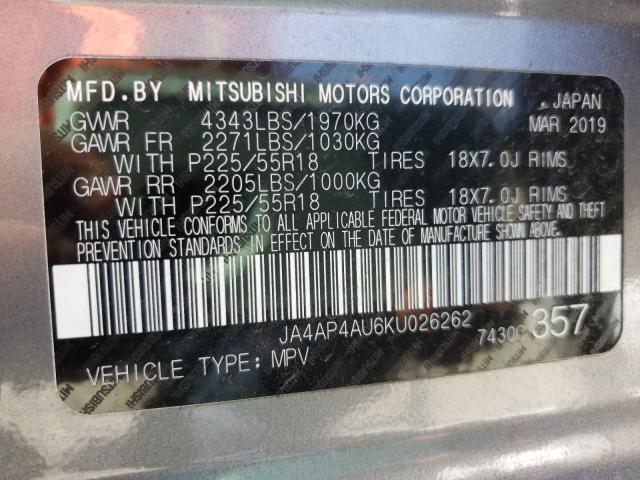 MFD.BY MITSUBISHI MOTORS CORPORATION JAPAN
GVWR 4343LBS/1970KG MAR 2019
GAWR FR 2271LBS/1030KG
WITH P225/55R18 TIRES 18X7.0J RIMS
GAWR RR 2205LBS/1000KG
WITH P225/55R18 TIRES 18X7.0J RIMS
THIS VEHICLE CONFORMS TO ALL APPLICABLE FEDERAL MOTOR VEHICLE SAFETY AND THEFT
PREVENTION STANDARDS IN EFFECT ON THE DATE OF MANUFACTURE SHOWN ABOVE.
JA4AP4AU6KU026262
7430 357
VEHICLE TYPE: MPV